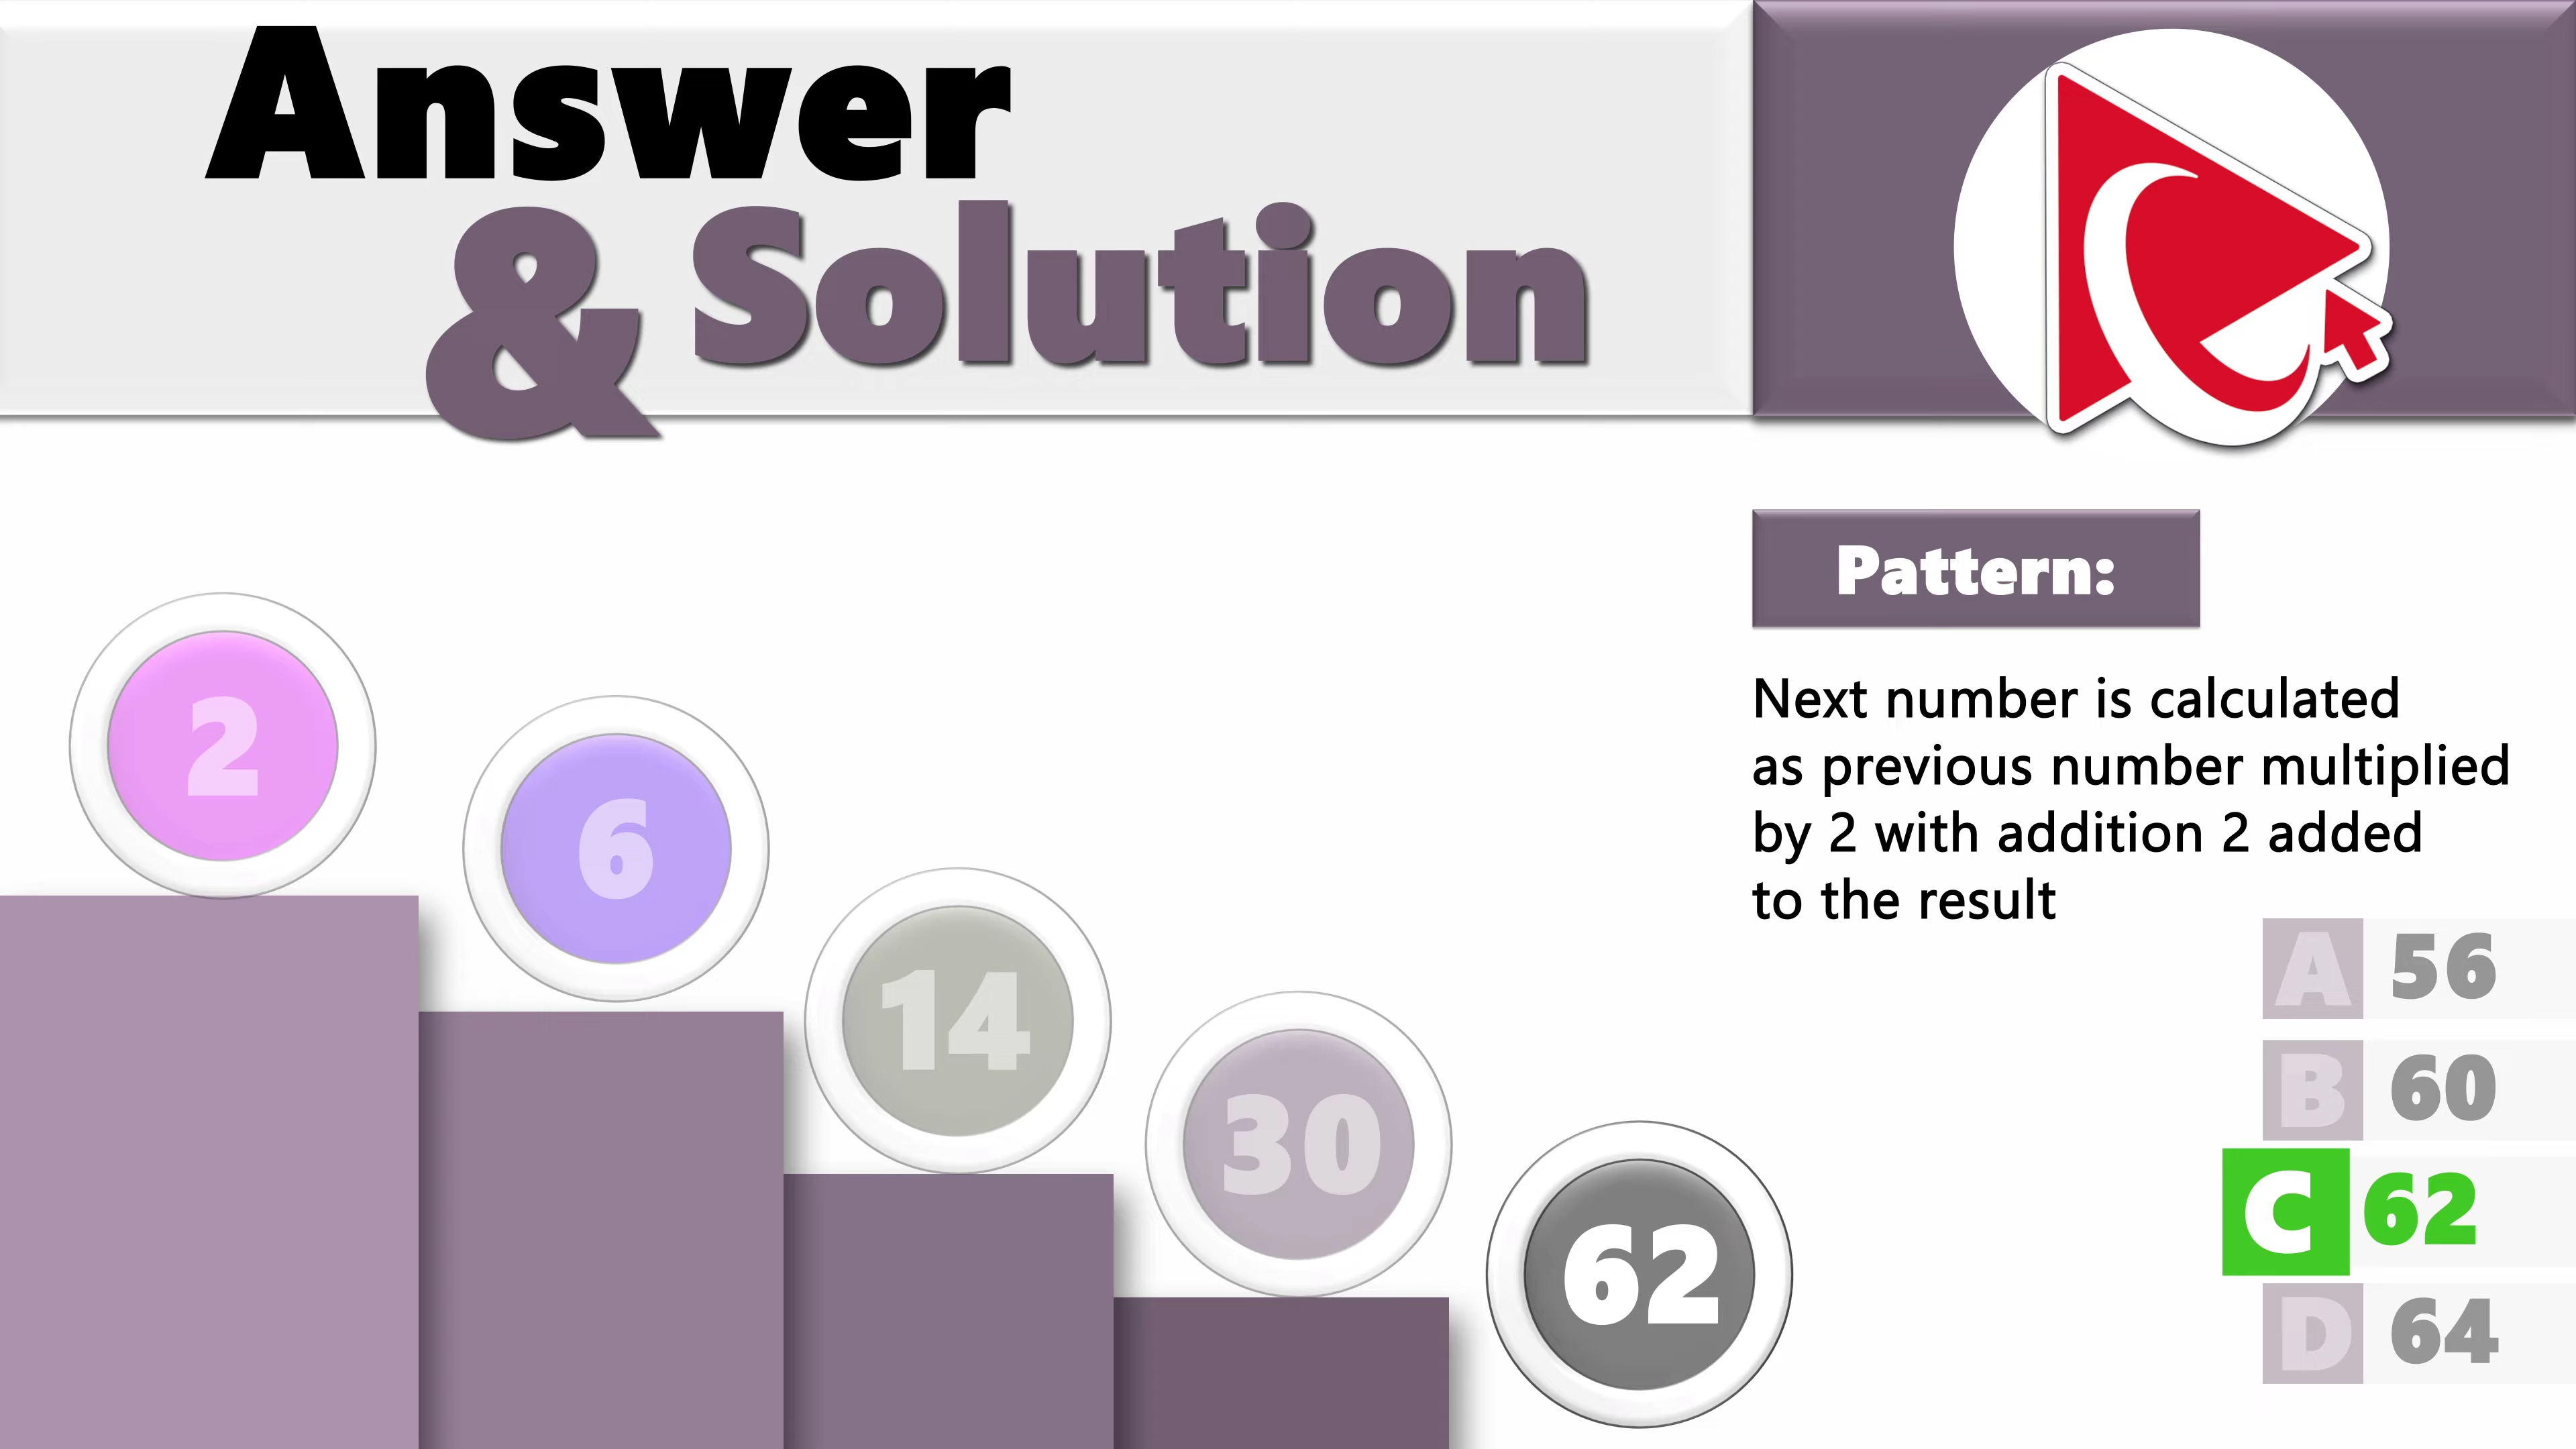 Answer
& Solution
Pattern:
Next number is calculated
as previous number multiplied
by 2 with addition 2 added
to the result
2
6
14
30
62
A 56
B 60
C 62
D 64